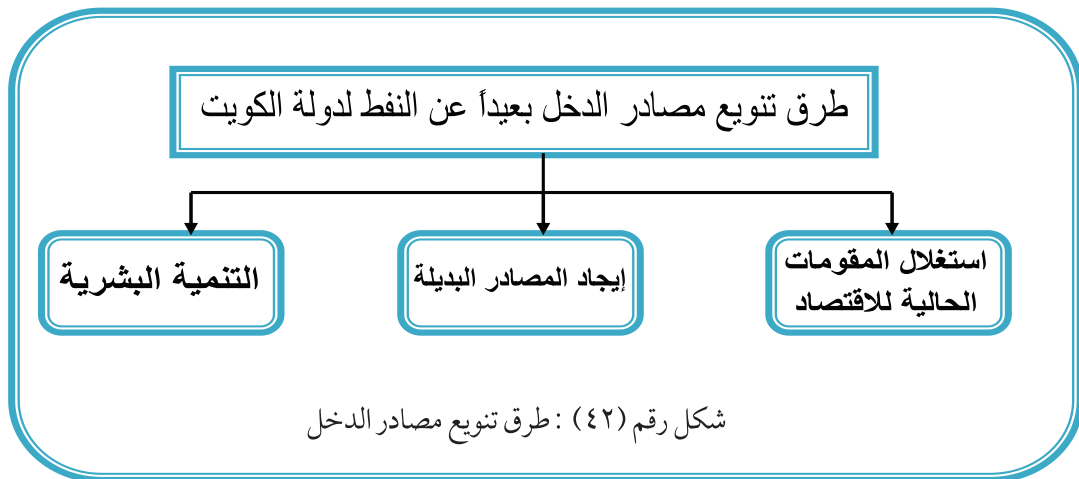 طرق تنويع مصادر الدخل بعيداً عن النفط لدولة الكويت
استغلال المقومات
الحالية للاقتصاد
إيجاد المصادر البديلة
التنمية البشرية
شكل رقم (٤٢) : طرق تنويع مصادر الدخل